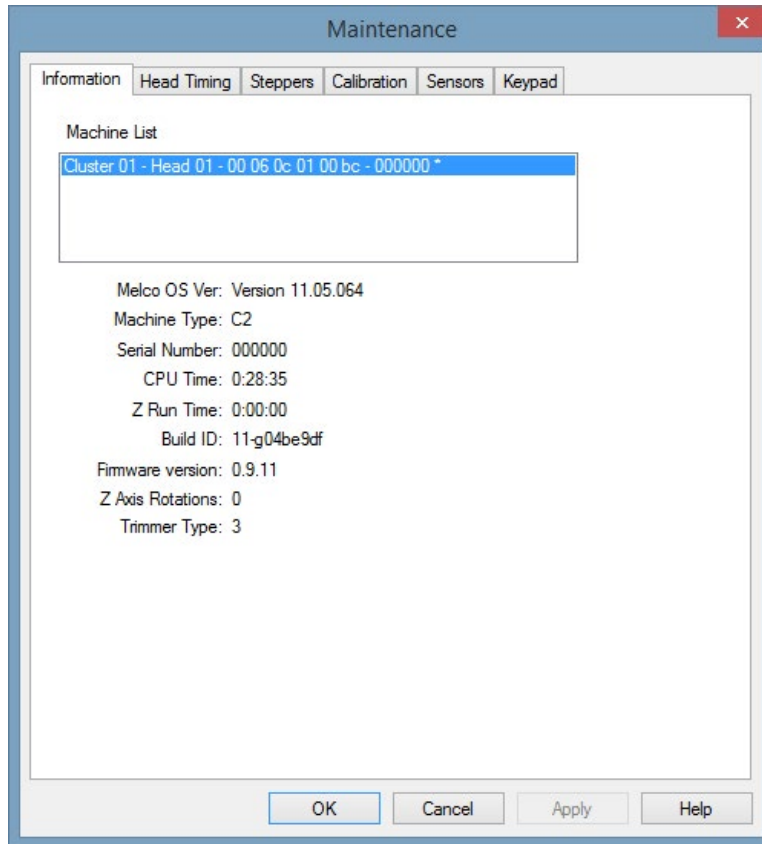 Maintenance
Information Head Timing Steppers Calibration Sensors Keypad
Machine List
Cluster 01 - Head 01 - 00 06 0c 01 00 bc - 000000 *
Melco OS Ver: Version 11.05.064
Machine Type: C2
Serial Number: 000000
CPU Time: 0:28:35
Z Run Time: 0:00:00
Build ID: 11-g04be9df
Firmware version: 0.9.11
Z Axis Rotations: 0
Trimmer Type: 3
OK Cancel Apply Help